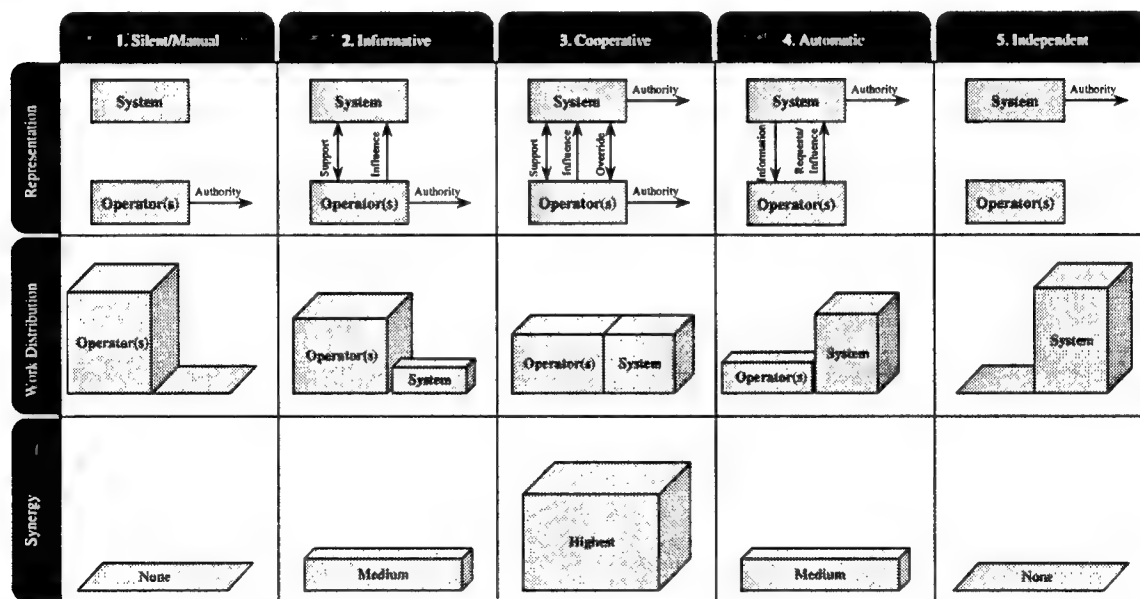 1. Silent/Manual
2. Informative
3. Cooperative
4. Automatic
5. Independent
Representation
System
Operator(s)
Authority
System
Support
Influence
Operator(s)
Authority
System
Authority
Support
Influence
Override
Operator(s)
Authority
System
Authority
Information
Requests/
Influence
Operator(s)
System
Authority
Operator(s)
Work Distribution
Operator(s)
Operator(s)
System
Operator(s)
System
Operator(s)
System
System
Synergy
None
Medium
Highest
Medium
None